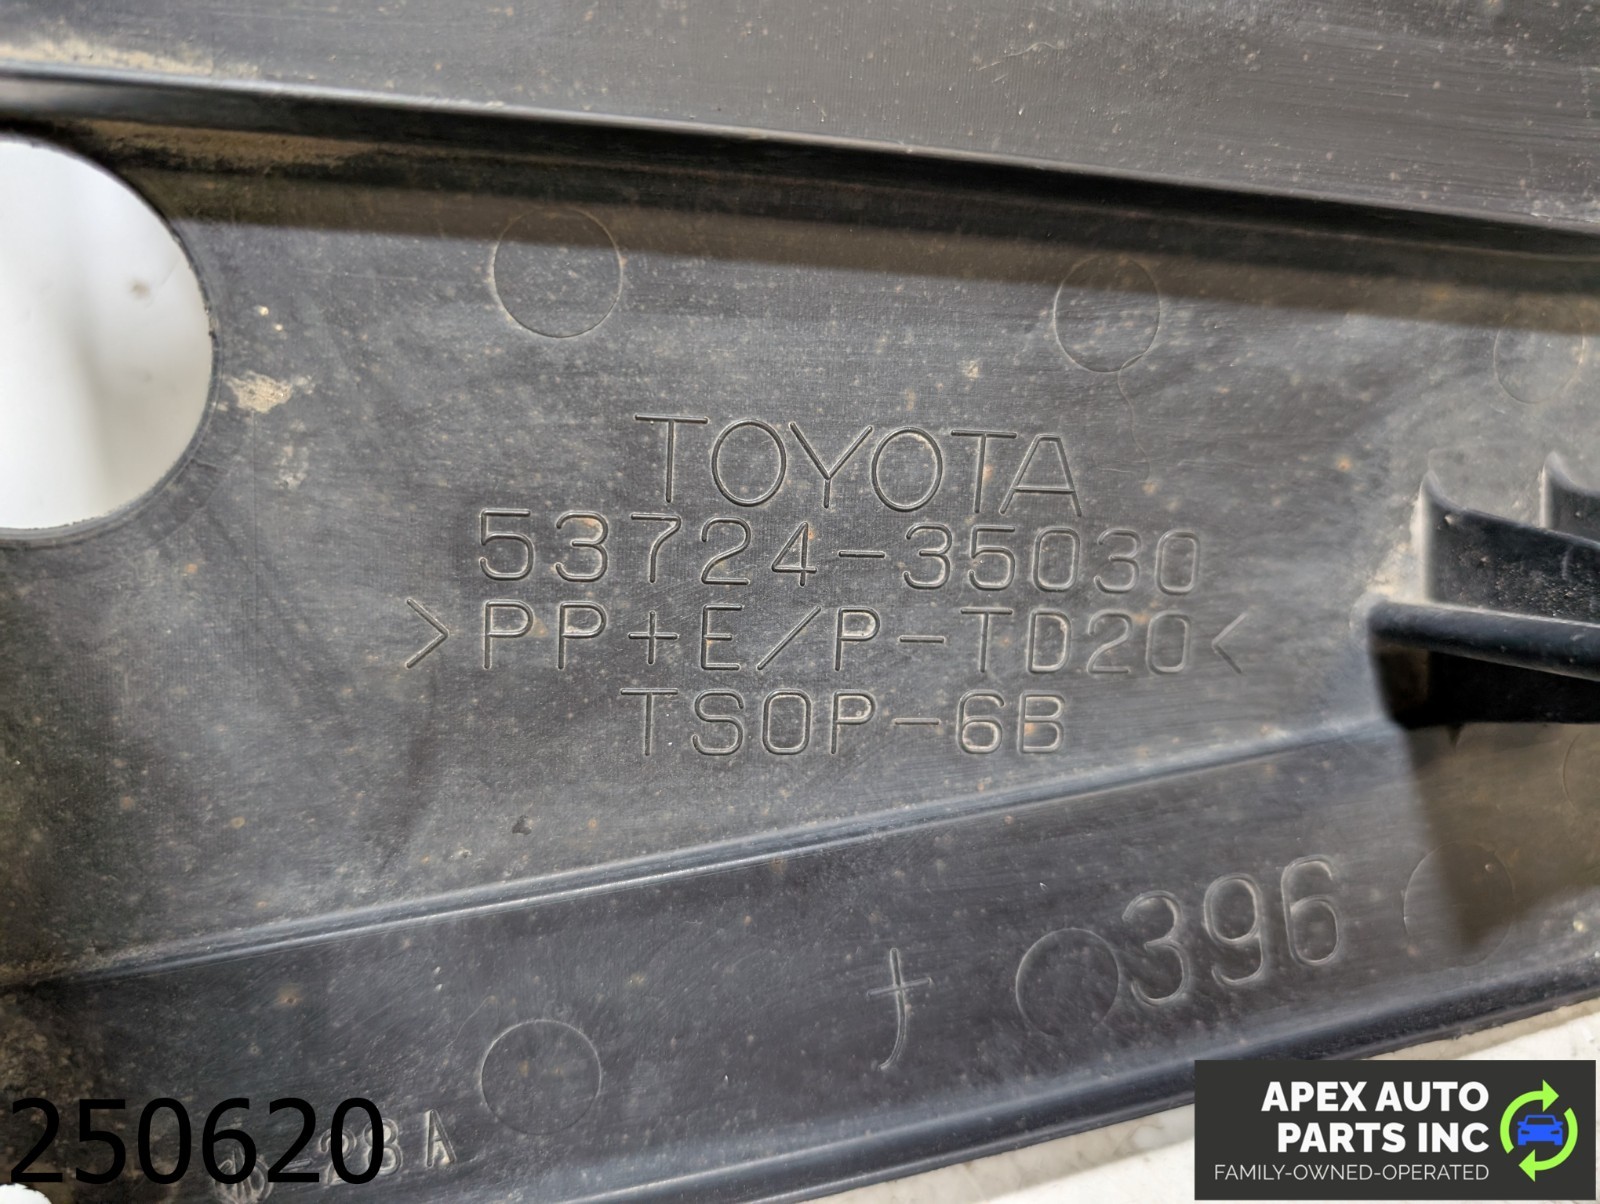 TOYOTA
53724-35030
>PP+E/P-TD20<
TSOP-6B
396
250620
APEX AUTO
PARTS INC
FAMILY-OWNED-OPERATED